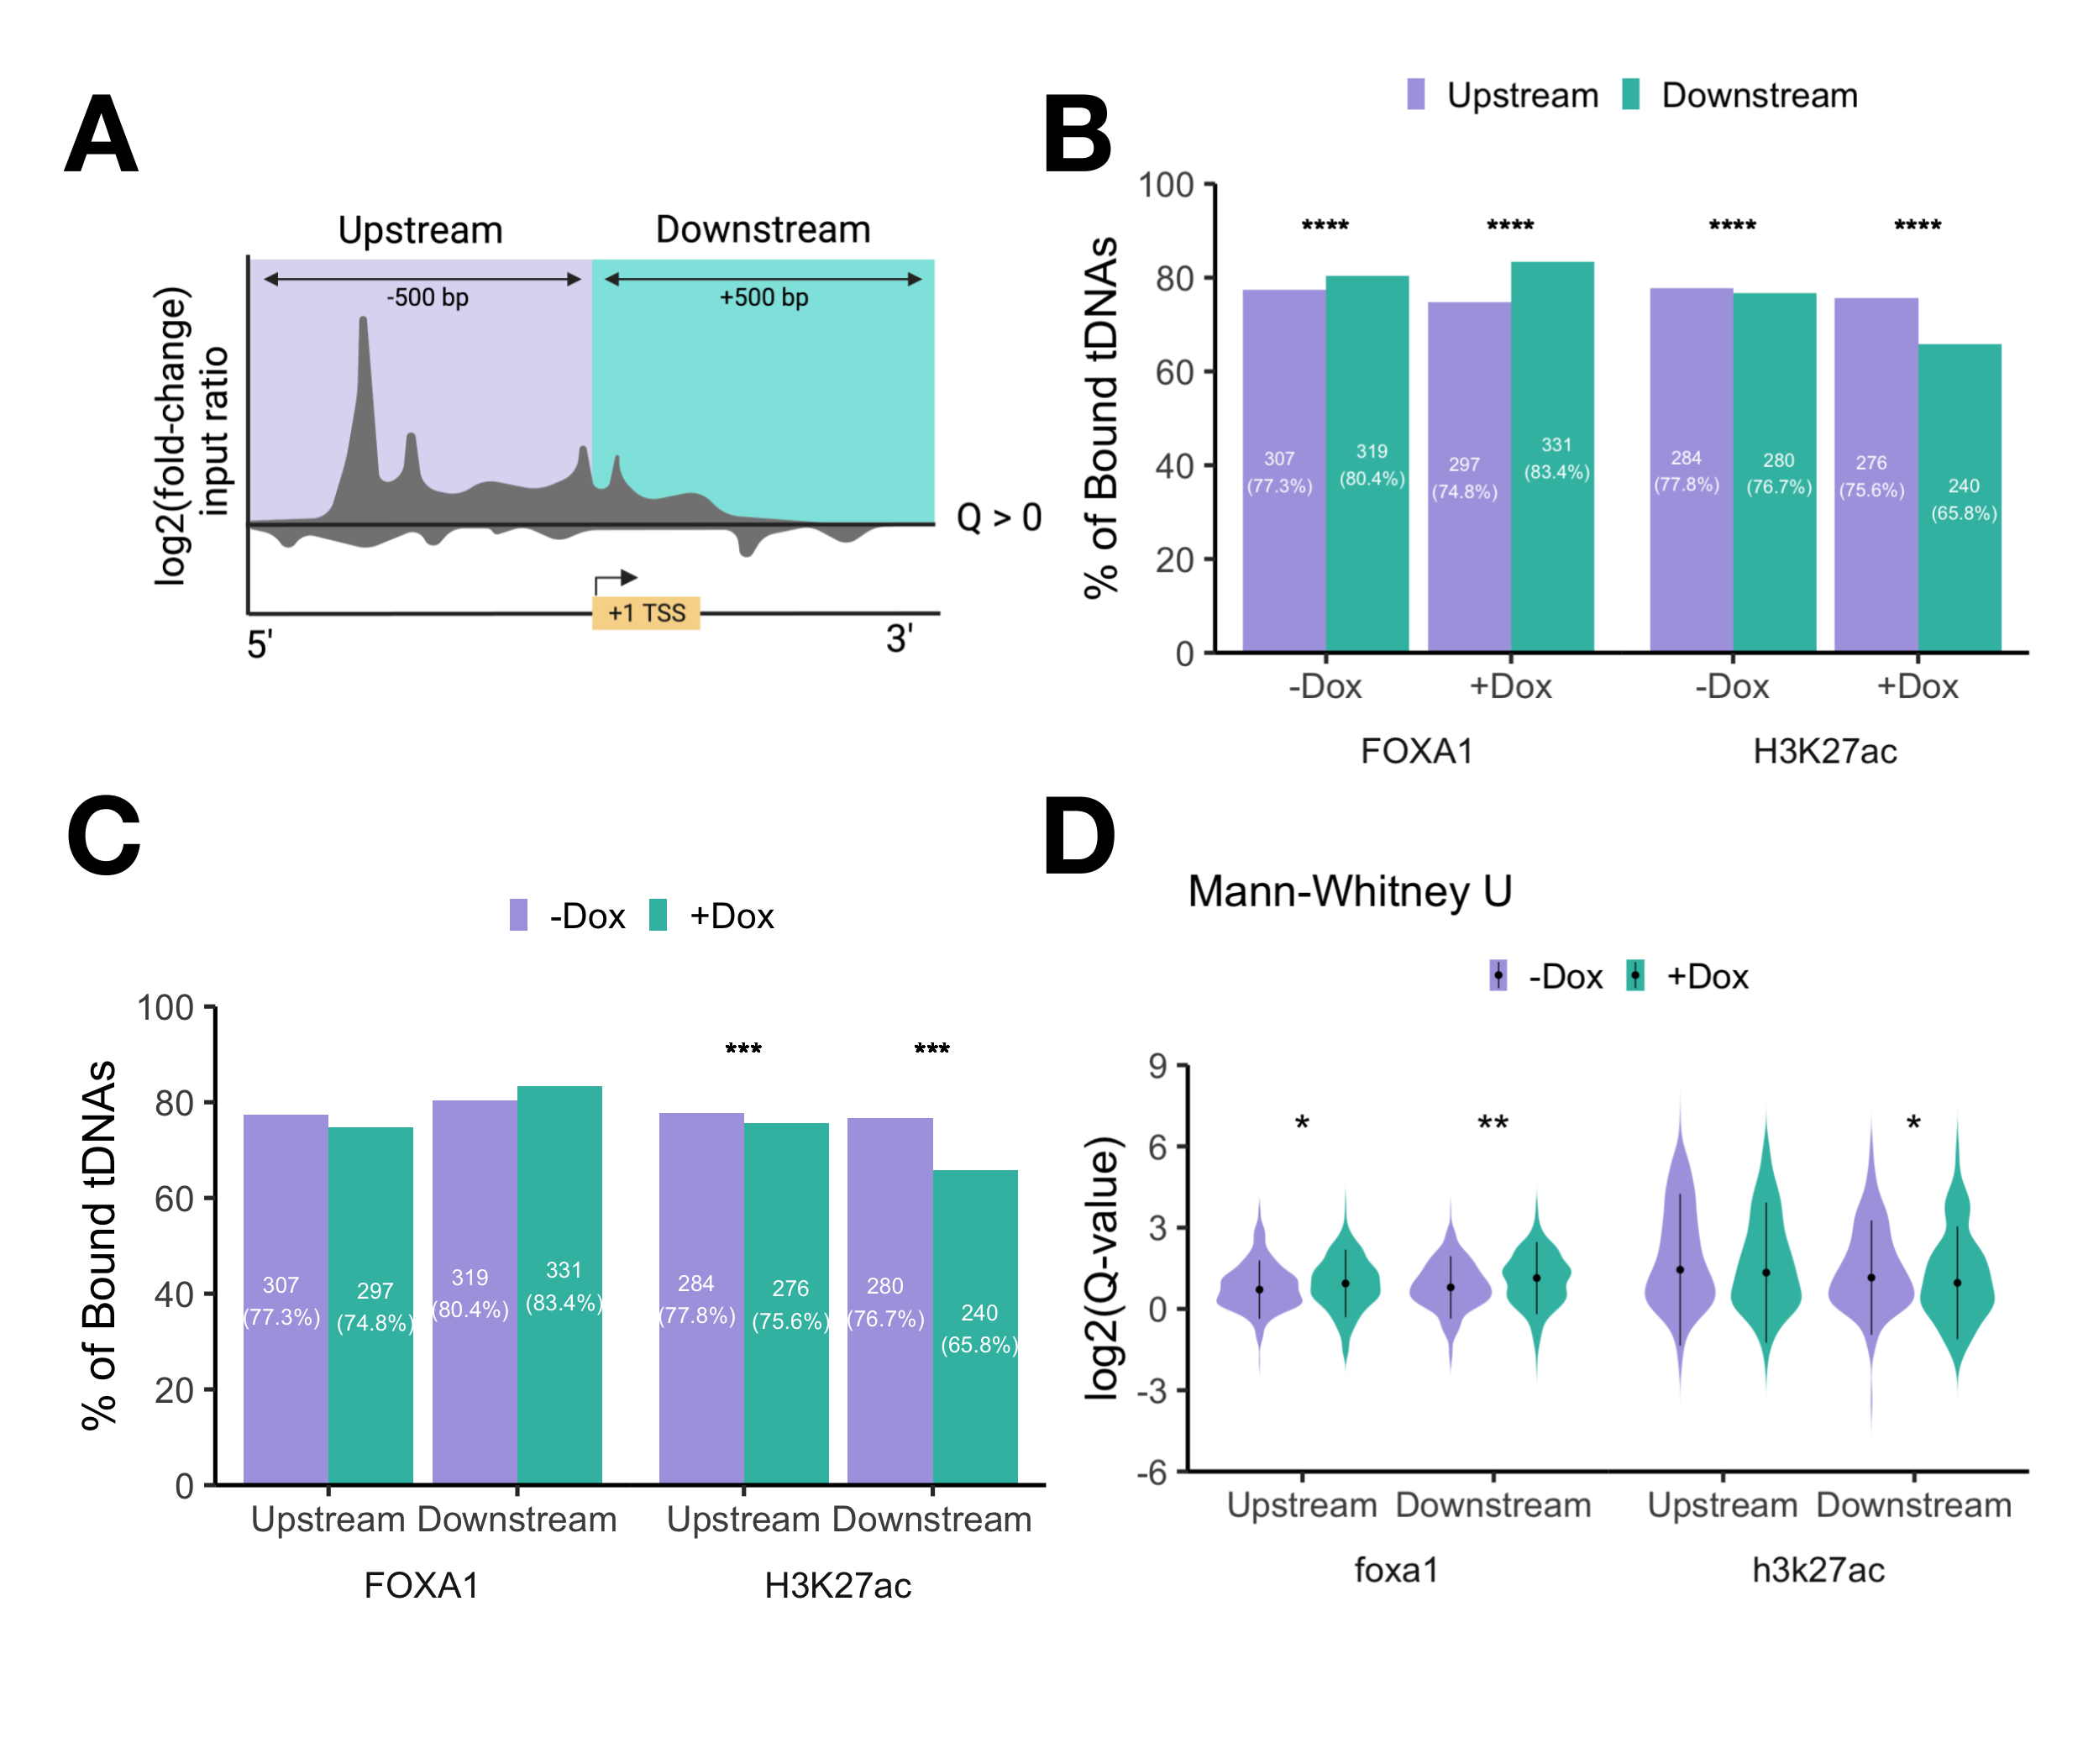 A
Upstream
Downstream
-500 bp
+500 bp
log2(fold-change)
input ratio
Q > 0
+1 TSS
5'
3'
B
Upstream
Downstream
% of Bound tDNAs
100
80
60
40
20
0
****
****
****
****
307
(77.3%)
319
(80.4%)
297
(74.8%)
331
(83.4%)
284
(77.8%)
280
(76.7%)
276
(75.6%)
240
(65.8%)
-Dox
+Dox
-Dox
+Dox
FOXA1
H3K27ac
C
-Dox
+Dox
% of Bound tDNAs
100
80
60
40
20
0
***
***
307
(77.3%)
297
(74.8%)
319
(80.4%)
331
(83.4%)
284
(77.8%)
276
(75.6%)
280
(76.7%)
240
(65.8%)
Upstream
Downstream
Upstream
Downstream
FOXA1
H3K27ac
D
Mann-Whitney U
-Dox
+Dox
log2(Q-value)
9
6
3
0
-3
-6
*
**
*
Upstream
Downstream
Upstream
Downstream
foxa1
h3k27ac